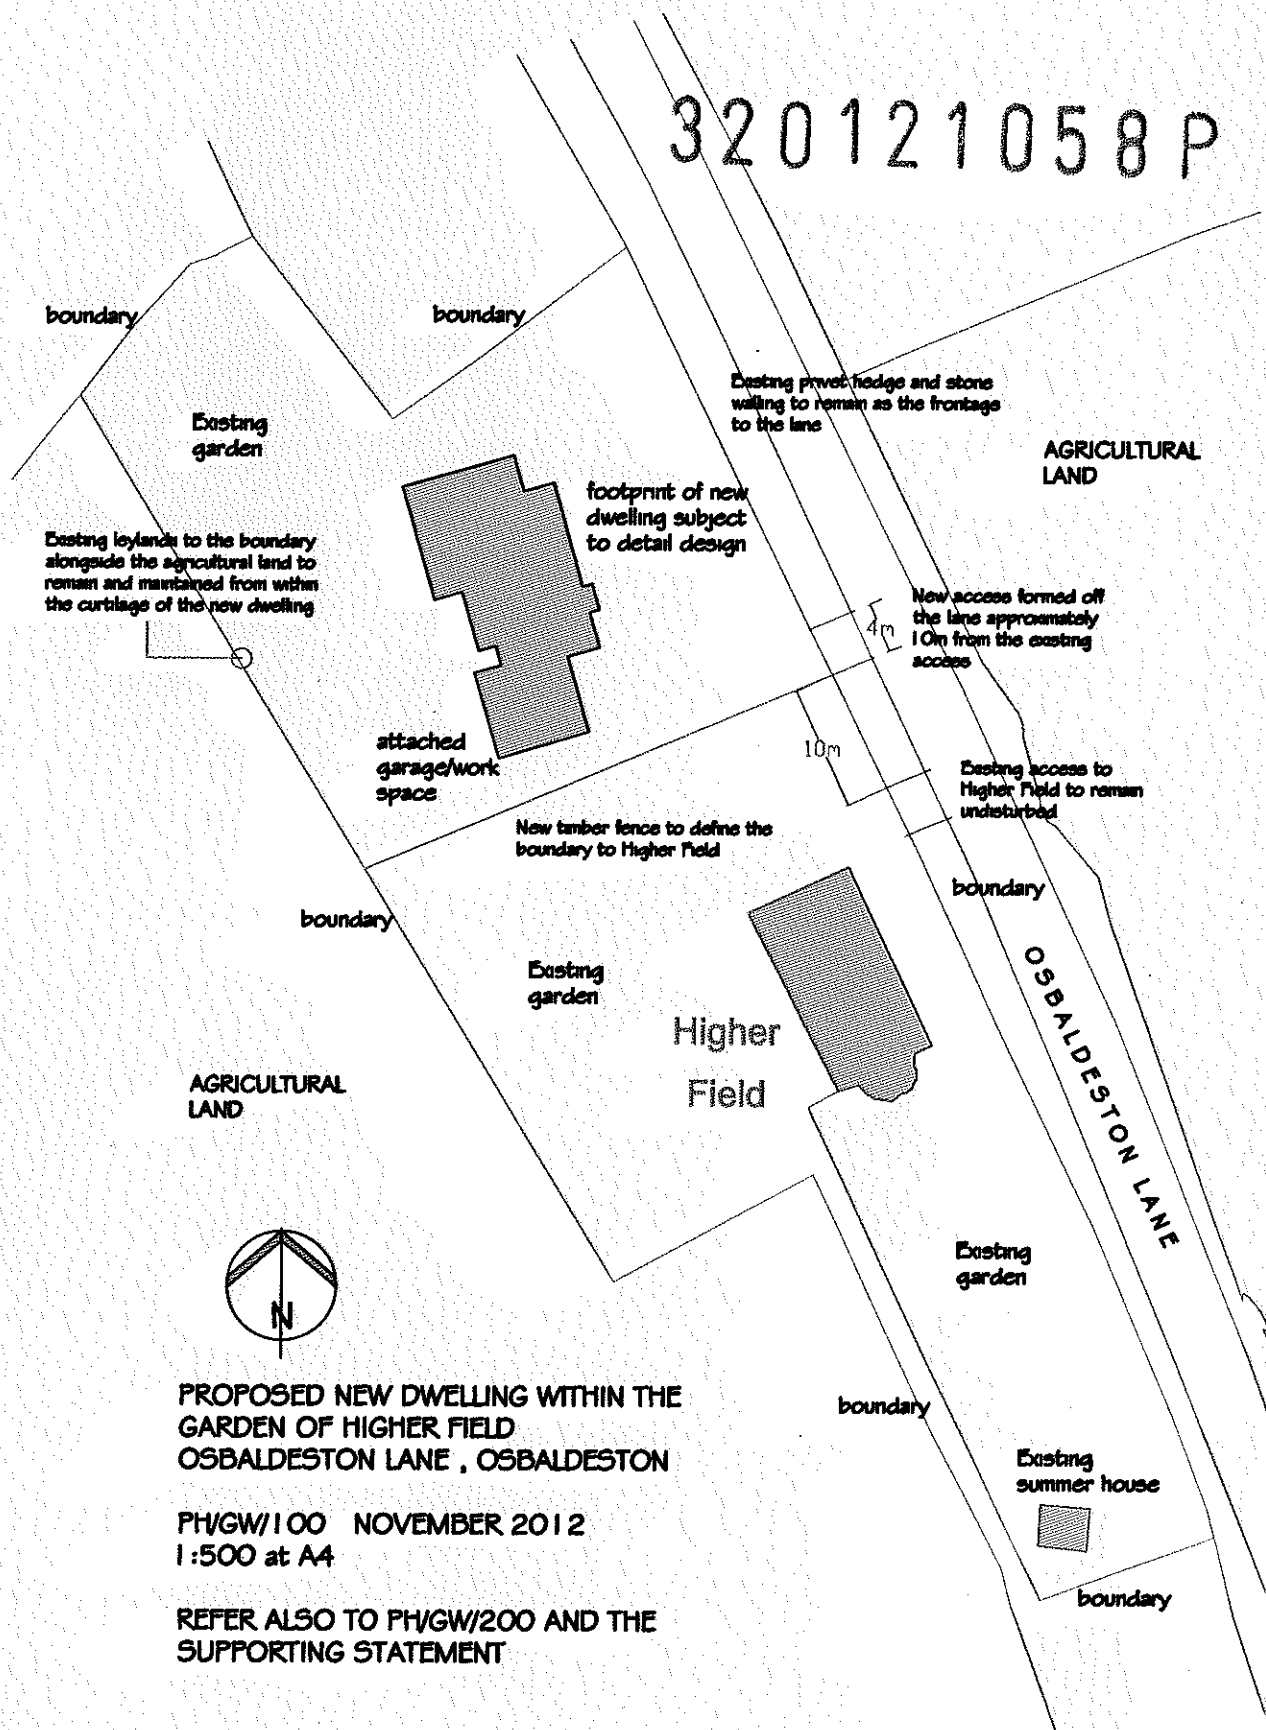 320121058P
boundary
boundary
Existing privet hedge and stone
walling to remain as the frontage
to the lane
Existing
garden
AGRICULTURAL
LAND
footprint of new
dwelling subject
to detail design
Existing leylandii to the boundary
alongside the agricultural land to
remain and maintained from within
the curtilage of the new dwelling
New access formed off
the lane approximately
10m from the existing
access
4m
attached
garage/work
space
10m
Existing access to
Higher Field to remain
undisturbed
New timber fence to define the
boundary to Higher Field
boundary
boundary
Existing
garden
OSBALDESTON LANE
Higher
Field
AGRICULTURAL
LAND
Existing
garden
N
PROPOSED NEW DWELLING WITHIN THE
GARDEN OF HIGHER FIELD
OSBALDESTON LANE , OSBALDESTON
boundary
Existing
summer house
PH/GW/100 NOVEMBER 2012
1:500 at A4
boundary
REFER ALSO TO PH/GW/200 AND THE
SUPPORTING STATEMENT